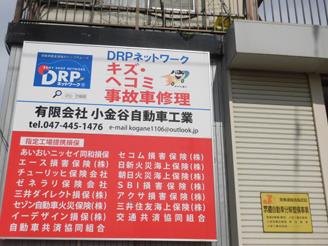 DRPネットワーク
キズ・
ヘコミ
事故車修理
BODY SHOP NETWORK
DRP
ネットワーク
有限会社 小金谷自動車工業
tel.047-445-1476
e-mail kogane1106@outlook.jp
指定工場提携損保
あいおいニッセイ同和損保
エース損害保険(株)
チューリッヒ保険会社
ゼネラリ保険会社
三井ダイレクト損保(株)
セゾン自動車火災保険(株)
イーデザイン損保(株)
自動車共済協同組合
セコム損害保険(株)
日新火災海上保険(株)
朝日火災海上保険(株)
SBI損害保険(株)
アクサ損害保険(株)
三井住友海上保険(株)
交通共済協同組合